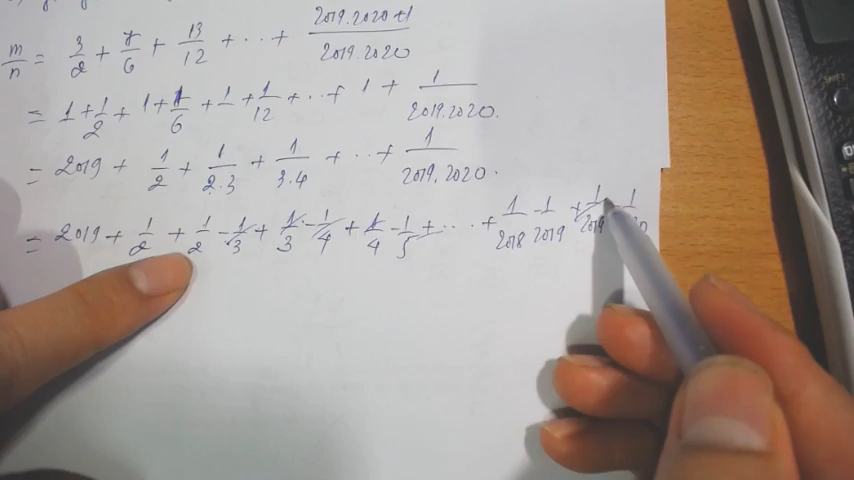 m/n = 3/2 + 7/6 + 13/12 + ... + 2019.2020+1/2019.2020
= 1 + 1/2 + 1 + 1/6 + 1 + 1/12 + ... + 1 + 1/2019.2020.
= 2019 + 1/2 + 1/2.3 + 1/3.4 + ... + 1/2019.2020.
= 2019 + 1/2 + 1/2 - 1/3 + 1/3 - 1/4 + 1/4 - 1/5 + ... + 1/2018 - 1/2019 + 1/2019 - 1/